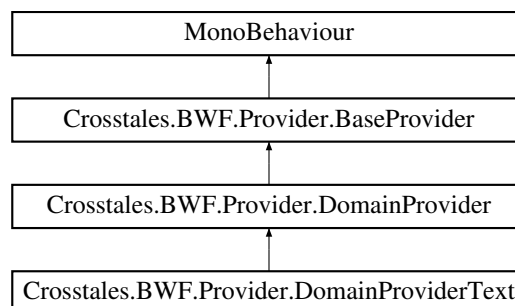 MonoBehaviour
Crosstales.BWF.Provider.BaseProvider
Crosstales.BWF.Provider.DomainProvider
Crosstales.BWF.Provider.DomainProviderText